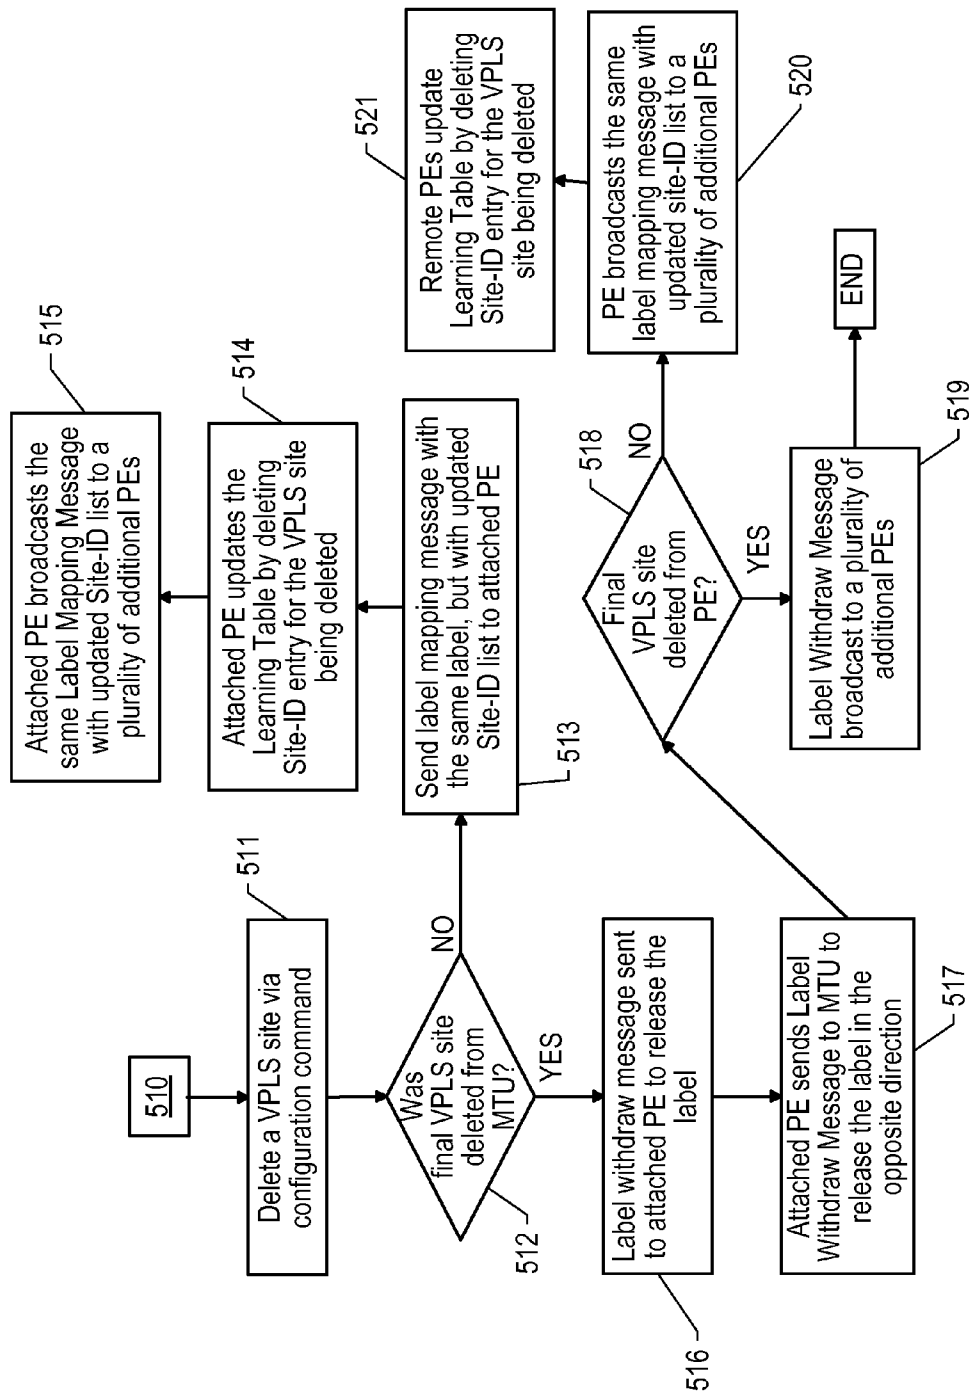 510
Delete a VPLS site via
configuration command
511
Was
final VPLS site
deleted from
MTU?
512
NO
YES
Send label mapping message with
the same label, but with updated
Site-ID list to attached PE
513
Attached PE updates the
Learning Table by deleting
Site-ID entry for the VPLS site
being deleted
514
Attached PE broadcasts the
same Label Mapping Message
with updated Site-ID list to a
plurality of additional PEs
515
Label withdraw message sent
to attached PE to release the
label
516
Attached PE sends Label
Withdraw Message to MTU to
release the label in the
opposite direction
517
Final
VPLS site
deleted from
PE?
518
NO
YES
Label Withdraw Message
broadcast to a plurality of
additional PEs
519
END
PE broadcasts the same
label mapping message with
updated site-ID list to a
plurality of additional PEs
520
Remote PEs update
Learning Table by deleting
Site-ID entry for the VPLS
site being deleted
521